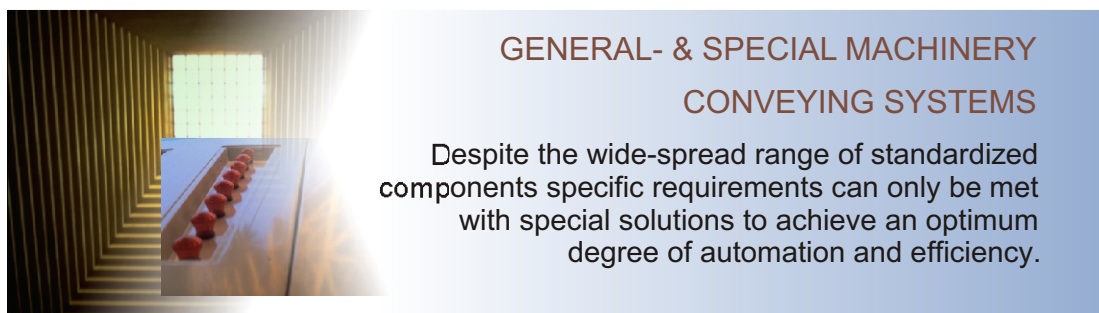 GENERAL- & SPECIAL MACHINERY
CONVEYING SYSTEMS
Despite the wide-spread range of standardized
components specific requirements can only be met
with special solutions to achieve an optimum
degree of automation and efficiency.